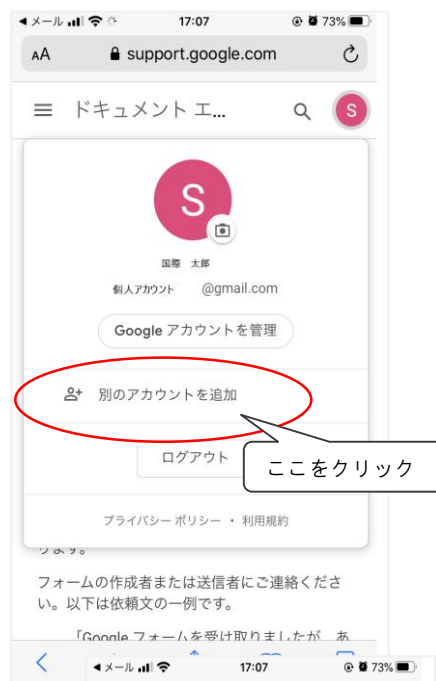 メール 17:07 73%
AA support.google.com
ドキュメント エ... S
S
国際 太郎
個人アカウント @gmail.com
Google アカウントを管理
別のアカウントを追加
ログアウト
ここをクリック
プライバシー ポリシー ・ 利用規約
ります。
フォームの作成者または送信者にご連絡くださ
い。以下は依頼文の一例です。
「Google フォームを受け取りましたが、あ
メール 17:07 73%